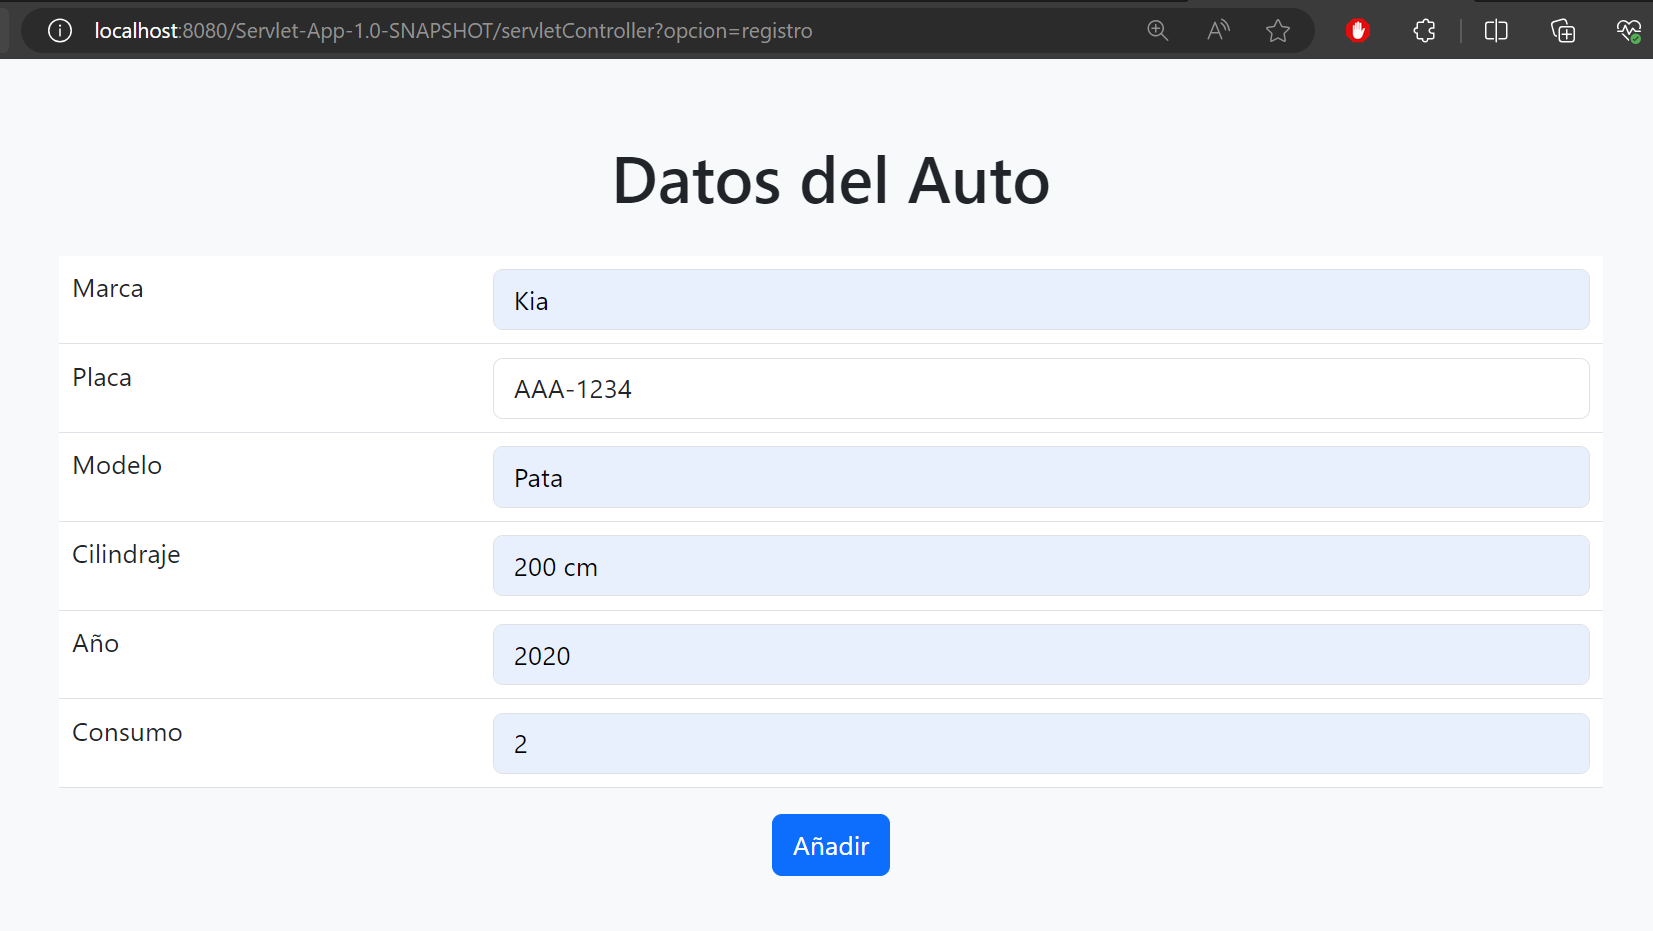 localhost:8080/Servlet-App-1.0-SNAPSHOT/servletController?opcion=registro
Datos del Auto
Marca Kia
Placa AAA-1234
Modelo Pata
Cilindraje 200 cm
Año 2020
Consumo 2
Añadir